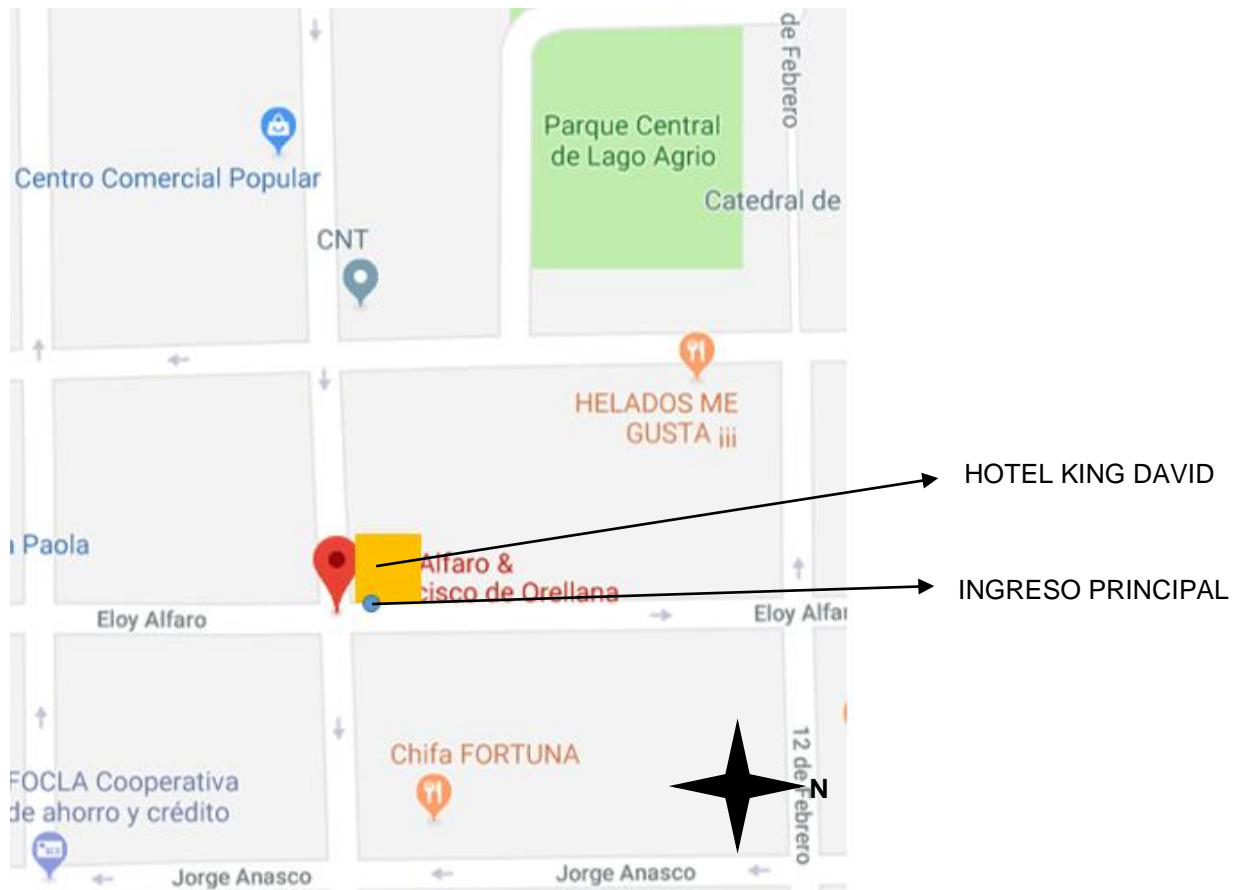 de Febrero
Parque Central
de Lago Agrio
Centro Comercial Popular
Catedral de
CNT
HELADOS ME
GUSTA ¡¡¡
HOTEL KING DAVID
Paola
Alfaro &
cisco de Orellana
INGRESO PRINCIPAL
Eloy Alfaro
Eloy Alfa
12 de Febrero
Chifa FORTUNA
N
FOCLA Cooperativa
de ahorro y crédito
Jorge Anasco
Jorge Anasco